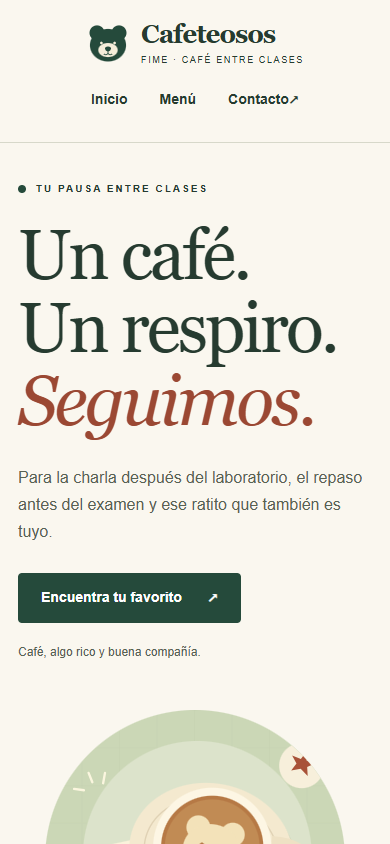 Cafeteosos
FIME · CAFÉ ENTRE CLASES
Inicio Menú Contacto↗
TU PAUSA ENTRE CLASES
Un café.
Un respiro.
Seguimos.
Para la charla después del laboratorio, el repaso
antes del examen y ese ratito que también es
tuyo.
Encuentra tu favorito ↗
Café, algo rico y buena compañía.